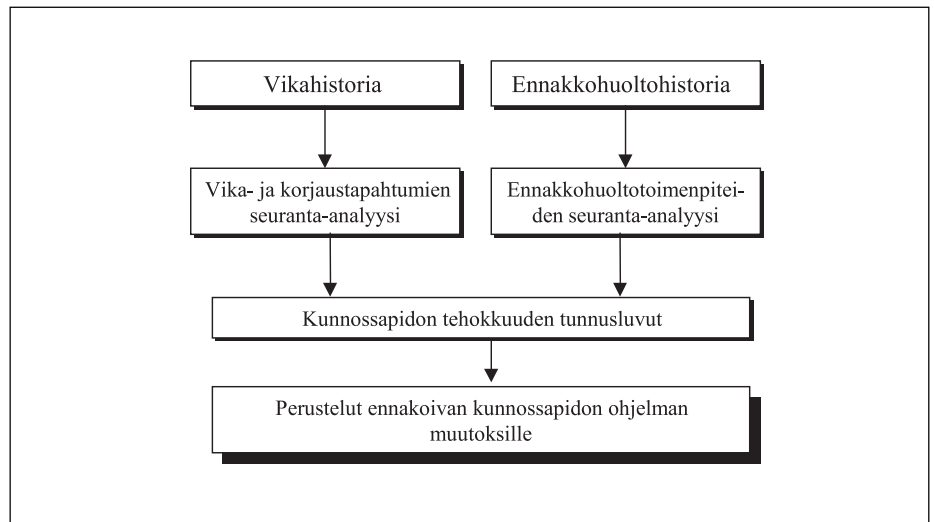 Vikahistoria
Ennakkohuoltohistoria
Vika- ja korjaustapahtumien
seuranta-analyysi
Ennakkohuoltotoimenpitei-
den seuranta-analyysi
Kunnossapidon tehokkuuden tunnusluvut
Perustelut ennakoivan kunnossapidon ohjelman
muutoksille